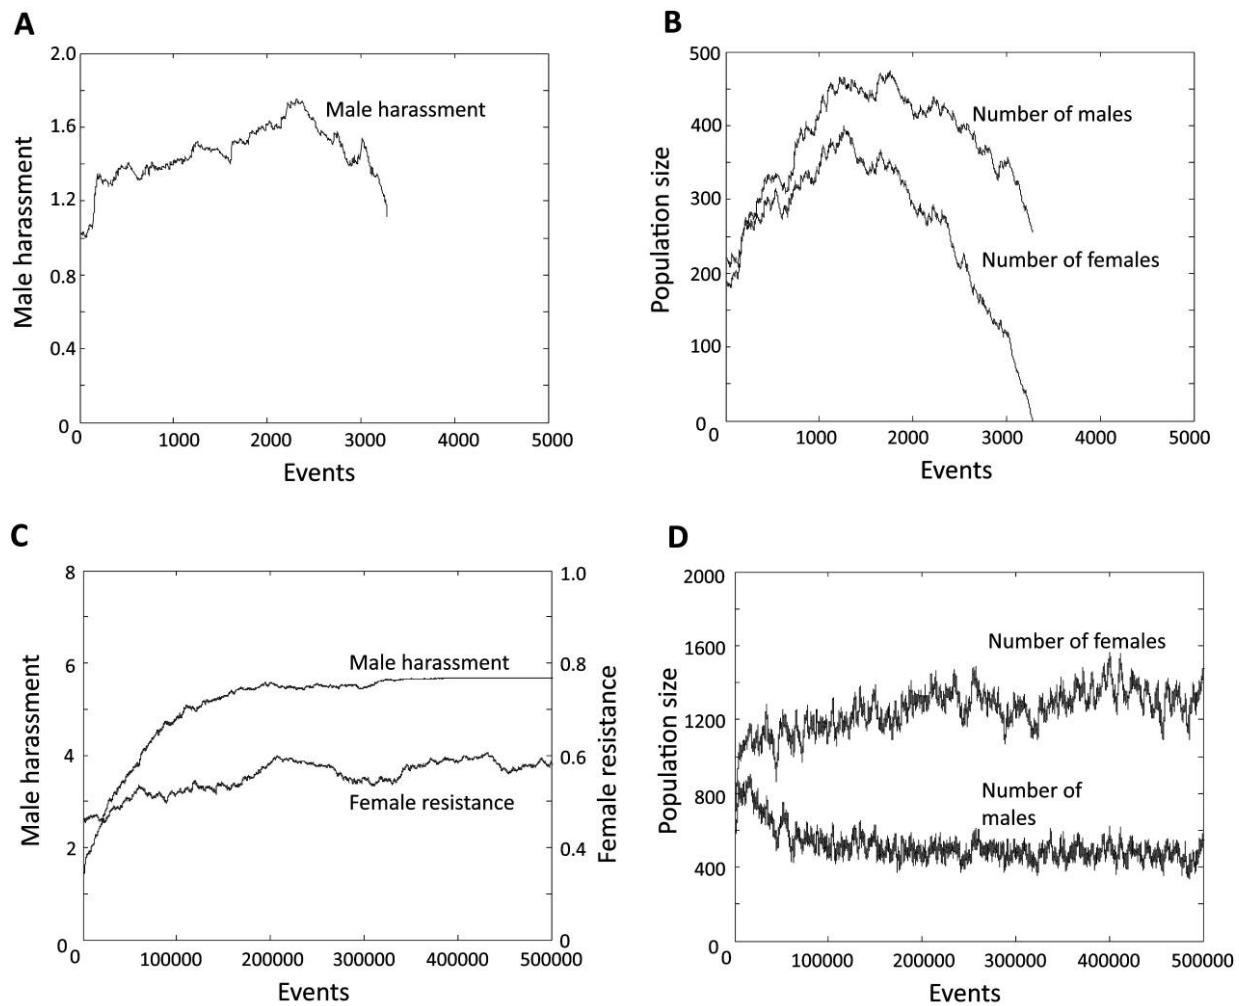 A
2.0
1.6
1.2
0.8
0.4
0
Male harassment
Male harassment
0
1000
2000
3000
4000
5000
Events
B
500
400
300
200
100
0
Population size
Number of males
Number of females
0
1000
2000
3000
4000
5000
Events
C
8
6
4
2
0
Male harassment
Male harassment
Female resistance
1.0
0.8
0.6
0.4
0
Female resistance
0
100000
200000
300000
400000
500000
Events
D
2000
1600
1200
800
400
0
Population size
Number of females
Number of
males
0
100000
200000
300000
400000
500000
Events